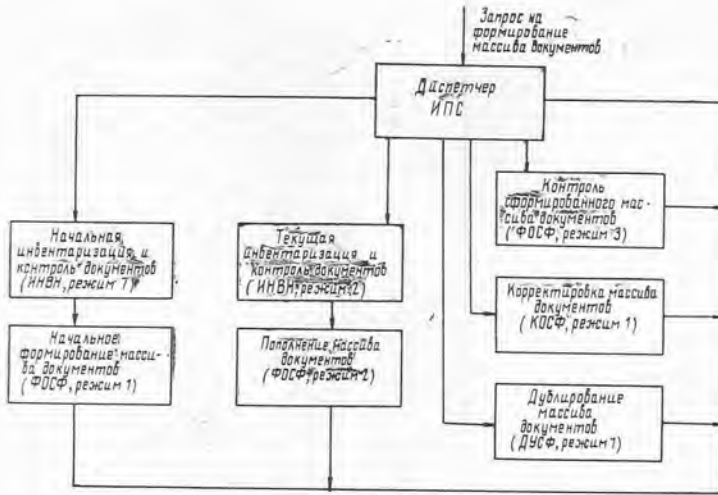 Запрос на
формирование
массива документов
Диспетчер
ИПС
Контроль
сформированного мас-
сива документов
(ФОСФ, режим 3)
Начальная
инвентаризация и
контроль документов
(ИНВН, режим 1)
Текущая
инвентаризация и
контроль документов
(ИНВН, режим 2)
Корректировка массива
документов
(КОСФ, режим 1)
Начальное
формирование масси-
ва документов
(ФОСФ, режим 1)
Пополнение массива
документов
(ФОСФ, режим 2)
Дублирование
массива
документов
(ДУСФ, режим 1)